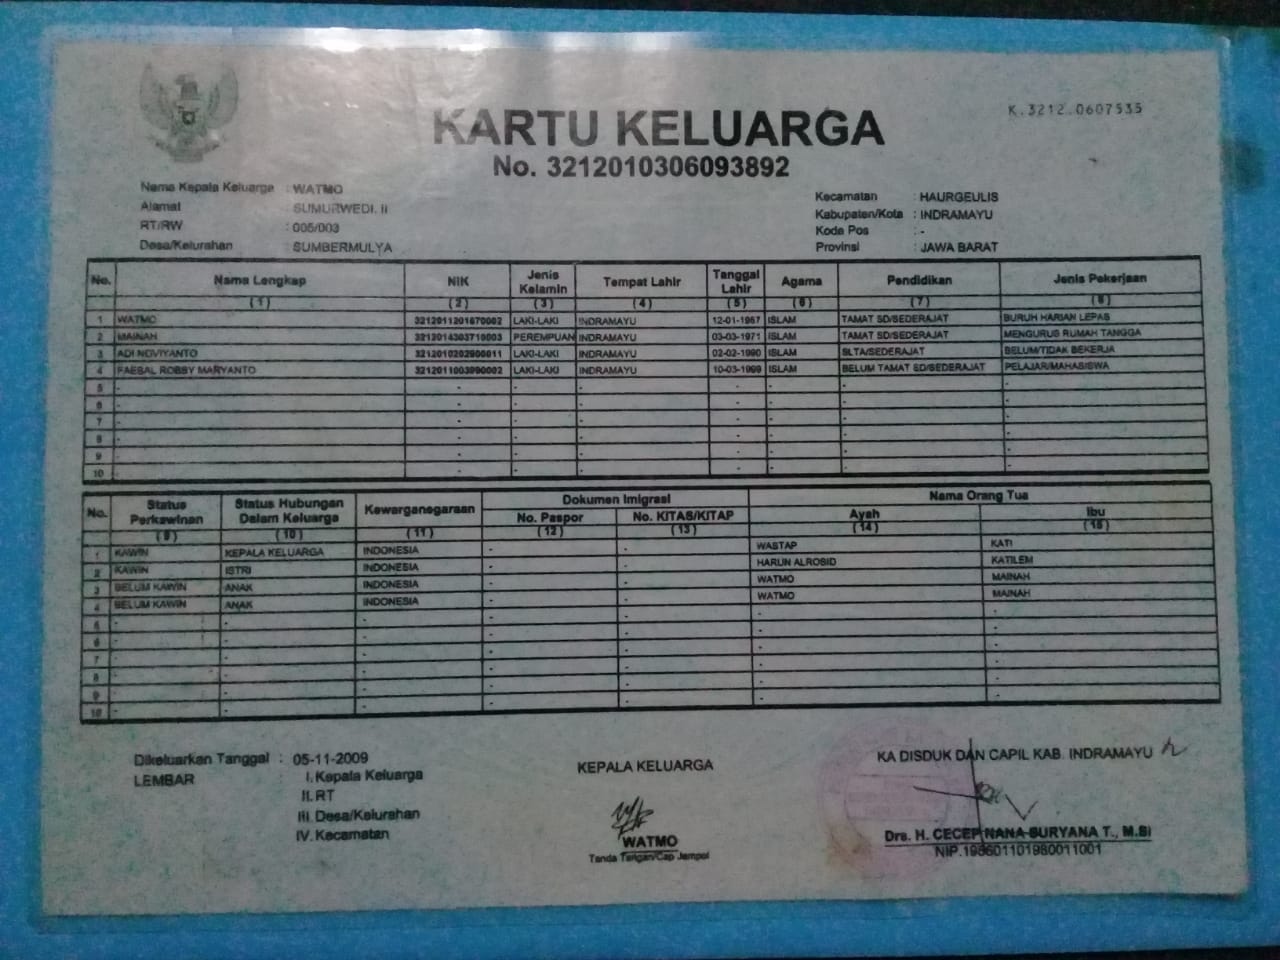 K.3212.0607535
KARTU KELUARGA
No. 3212010306093892
Nama Kepala Keluarga : WATMO
Alamat : SUMURWEDI. II
RT/RW : 005/003
Desa/Kelurahan : SUMBERMULYA
Kecamatan : HAURGEULIS
Kabupaten/Kota : INDRAMAYU
Kode Pos : -
Provinsi : JAWA BARAT
No. Nama Lengkap NIK Jenis Kelamin Tempat Lahir Tanggal Lahir Agama Pendidikan Jenis Pekerjaan
(1) (2) (3) (4) (5) (6) (7) (8)
1 WATMO 3212011201670002 LAKI-LAKI INDRAMAYU 12-01-1967 ISLAM TAMAT SD/SEDERAJAT BURUH HARIAN LEPAS
2 MAINAH 3212014303710003 PEREMPUAN INDRAMAYU 03-03-1971 ISLAM TAMAT SD/SEDERAJAT MENGURUS RUMAH TANGGA
3 ADI NOVIYANTO 3212010202900011 LAKI-LAKI INDRAMAYU 02-02-1990 ISLAM SLTA/SEDERAJAT BELUM/TIDAK BEKERJA
4 FAESAL ROBBY MARYANTO 3212011003990002 LAKI-LAKI INDRAMAYU 10-03-1999 ISLAM BELUM TAMAT SD/SEDERAJAT PELAJAR/MAHASISWA
5 - - - - - - - -
6 - - - - - - - -
7 - - - - - - - -
8 - - - - - - - -
9 - - - - - - - -
10 - - - - - - - -
No. Status Perkawinan Status Hubungan Dalam Keluarga Kewarganegaraan Dokumen Imigrasi Nama Orang Tua
No. Paspor No. KITAS/KITAP Ayah Ibu
(9) (10) (11) (12) (13) (14) (15)
1 KAWIN KEPALA KELUARGA INDONESIA - - WASTAP KATI
2 KAWIN ISTRI INDONESIA - - HARUN ALROSID KATILEM
3 BELUM KAWIN ANAK INDONESIA - - WATMO MAINAH
4 BELUM KAWIN ANAK INDONESIA - - WATMO MAINAH
5 - - - - - - -
6 - - - - - - -
7 - - - - - - -
8 - - - - - - -
9 - - - - - - -
10 - - - - - - -
Dikeluarkan Tanggal : 05-11-2009
LEMBAR : I. Kepala Keluarga
II. RT
III. Desa/Kelurahan
IV. Kecamatan
KEPALA KELUARGA
WATMO
Tanda Tangan/Cap Jempol
KA DISDUK DAN CAPIL KAB. INDRAMAYU
Drs. H. CECEP NANA SURYANA T., M.Si
NIP.195601101980011001